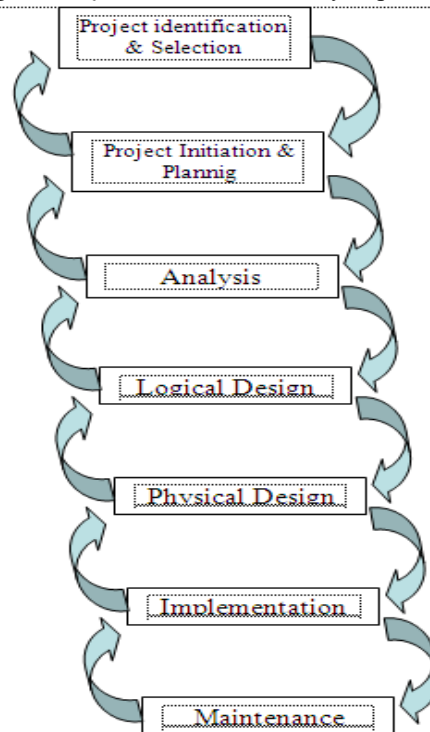 Project identification
& Selection
Project Initiation &
Plannig
Analysis
Logical Design
Physical Design
Implementation
Maintenance